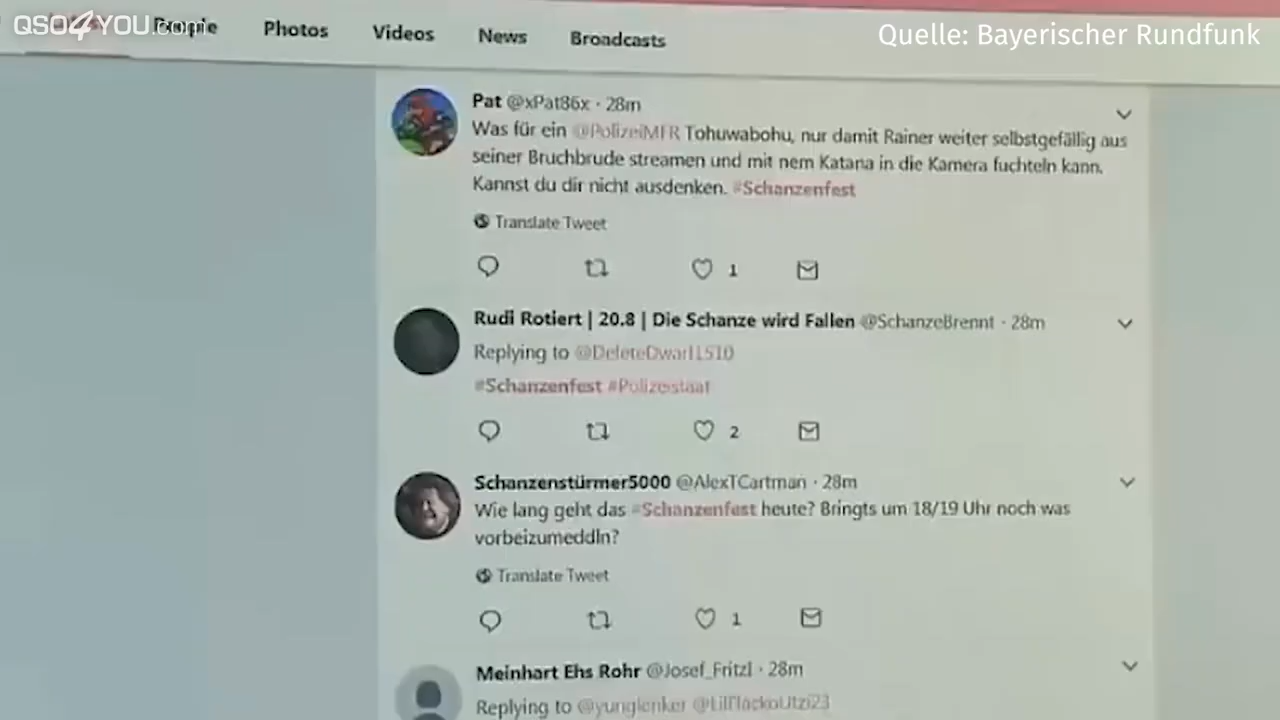 QSO4YOU.com People Photos Videos News Broadcasts
Quelle: Bayerischer Rundfunk
Pat @xPat86x · 28m
Was für ein @PolizeiMFR Tohuwabohu, nur damit Rainer weiter selbstgefällig aus
seiner Bruchbrude streamen und mit nem Katana in die Kamera fuchteln kann.
Kannst du dir nicht ausdenken. #Schanzenfest
Translate Tweet
1
Rudi Rotiert | 20.8 | Die Schanze wird Fallen @SchanzeBrennt · 28m
Replying to
#Schanzenfest #Polizeistaat
2
Schanzenstürmer5000 @AlexTCartman · 28m
Wie lang geht das #Schanzenfest heute? Bringts um 18/19 Uhr noch was
vorbeizumeddln?
Translate Tweet
1
Meinhart Ehs Rohr @Josef_Fritzl · 28m
Replying to